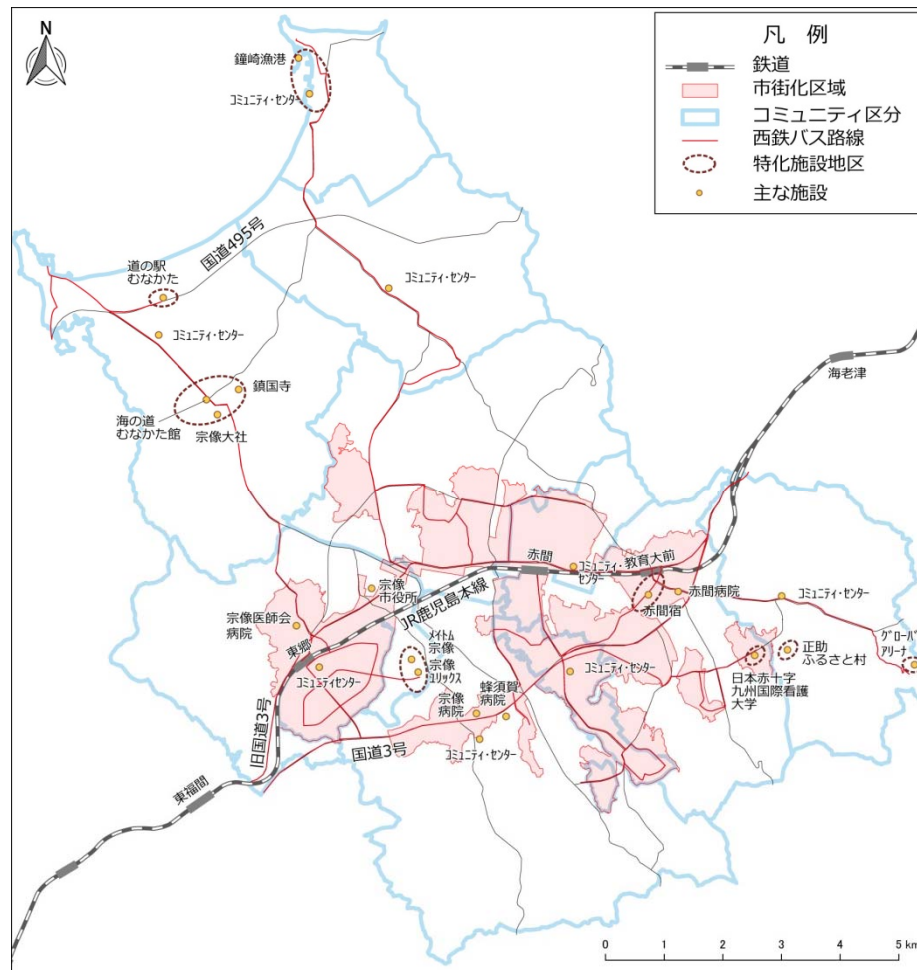 N
凡 例
鉄道
市街化区域
コミュニティ区分
西鉄バス路線
特化施設地区
主な施設
鐘崎漁港
コミュニティ・センター
国道495号
道の駅
むなかた
コミュニティ・センター
コミュニティ・センター
鎮国寺
海の道
むなかた館
宗像大社
海老津
赤間
コミュニティ・
センター
教育大前
宗像
市役所
JR鹿児島本線
赤間病院
赤間宿
コミュニティ・センター
宗像医師会
病院
東郷
メイトム
宗像
宗像
ユリックス
コミュニティセンター
グローバル
アリーナ
正助
ふるさと村
日本赤十字
九州国際看護
大学
コミュニティ・センター
蜂須賀
病院
宗像
病院
コミュニティ・センター
旧国道3号
国道3号
東福間
0 1 2 3 4 5 km